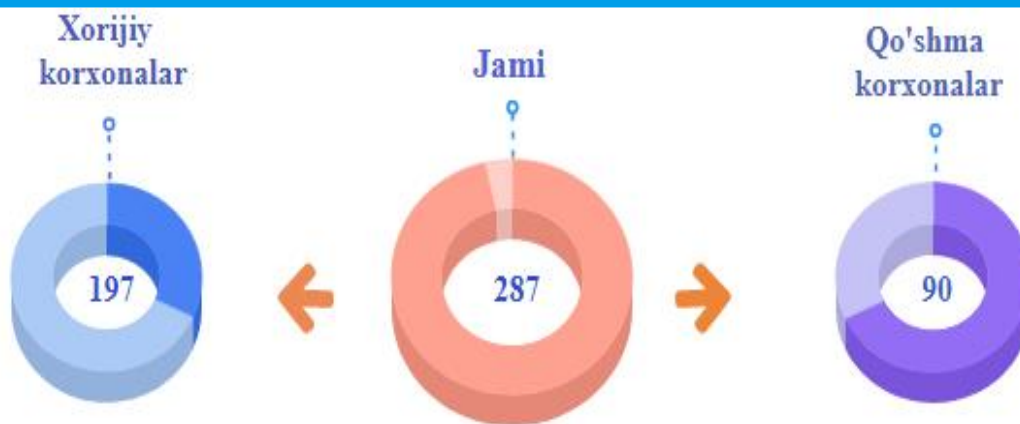 Xorijiy
korxonalar
Jami
Qo'shma
korxonalar
197
287
90